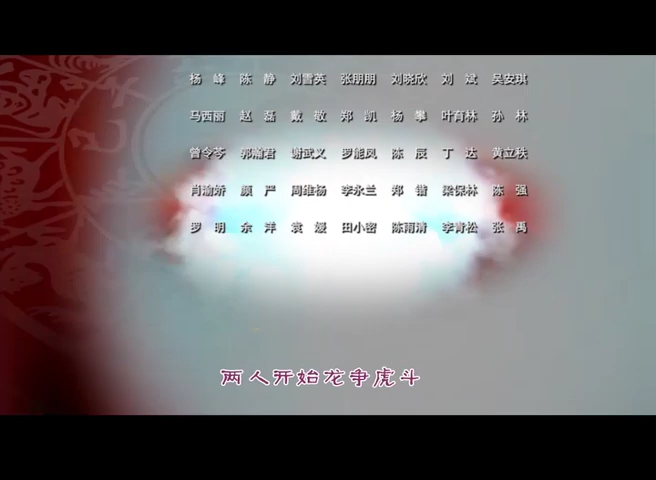 杨 峰 陈 静 刘雪英 张朋朋 刘晓欣 刘 斌 吴安琪
马西丽 赵 磊 戴 敬 郑 凯 杨 攀 叶育林 孙 林
曾令芩 郭瀚君 谢武义 罗能凤 陈 辰 丁 达 黄立秩
肖渝娇 颜 严 周维杨 李永兰 郑 锴 梁保林 陈 强
罗 明 余 洋 袁 媛 田小密 陈雨清 李青松 张 禹
两人开始龙争虎斗